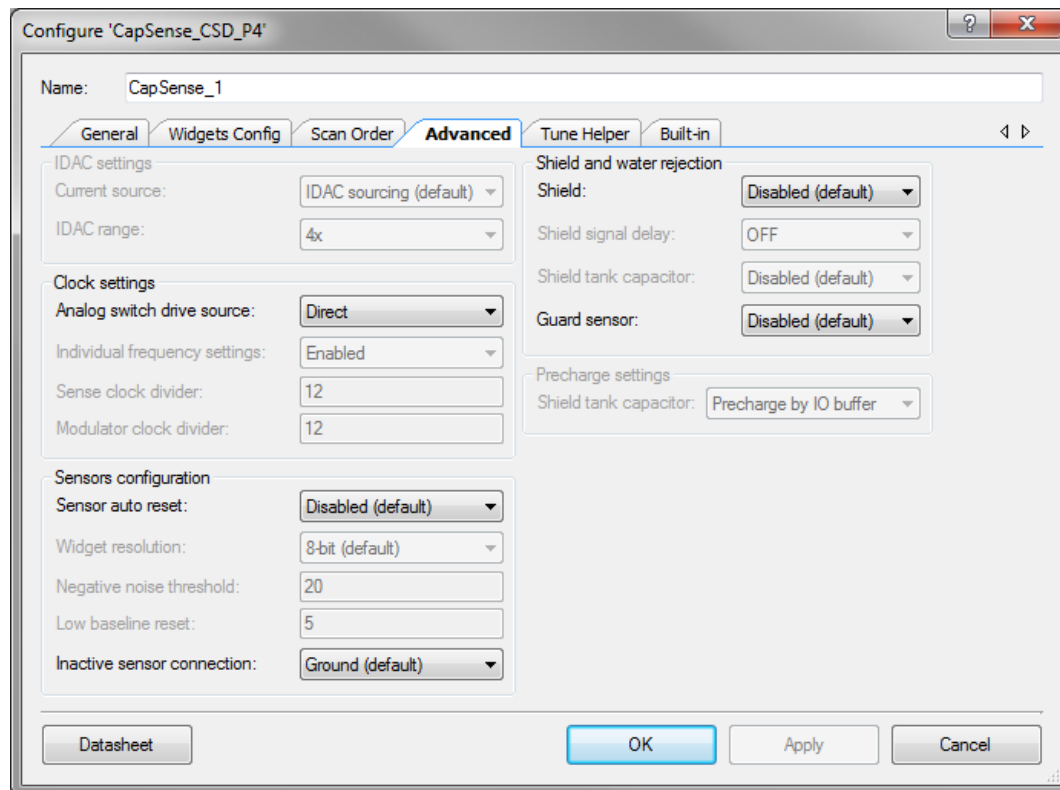 Configure 'CapSense_CSD_P4'
Name: CapSense_1
General Widgets Config Scan Order Advanced Tune Helper Built-in
IDAC settings
Current source: IDAC sourcing (default)
IDAC range: 4x
Clock settings
Analog switch drive source: Direct
Individual frequency settings: Enabled
Sense clock divider: 12
Modulator clock divider: 12
Sensors configuration
Sensor auto reset: Disabled (default)
Widget resolution: 8-bit (default)
Negative noise threshold: 20
Low baseline reset: 5
Inactive sensor connection: Ground (default)
Shield and water rejection
Shield: Disabled (default)
Shield signal delay: OFF
Shield tank capacitor: Disabled (default)
Guard sensor: Disabled (default)
Precharge settings
Shield tank capacitor: Precharge by IO buffer
Datasheet OK Apply Cancel